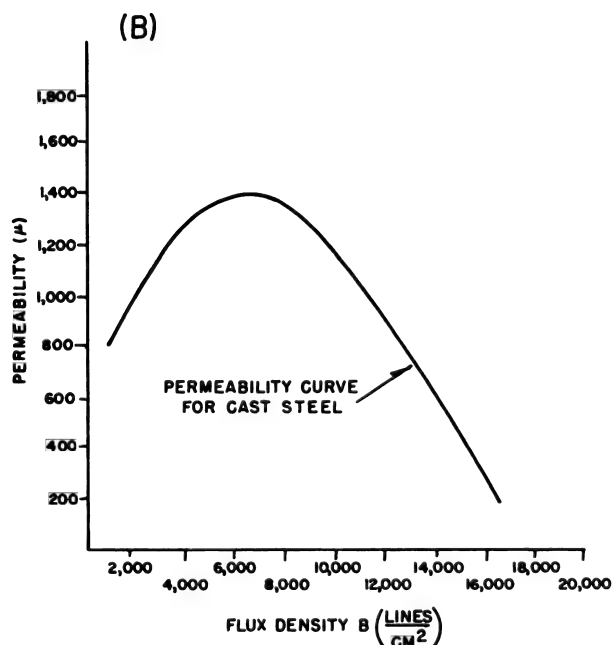 (B)
1,800
1,600
1,400
1,200
1,000
800
600
400
200
PERMEABILITY (μ)
PERMEABILITY CURVE
FOR CAST STEEL
2,000 6,000 10,000 14,000 18,000
4,000 8,000 12,000 16,000 20,000
FLUX DENSITY B (LINES
CM2)